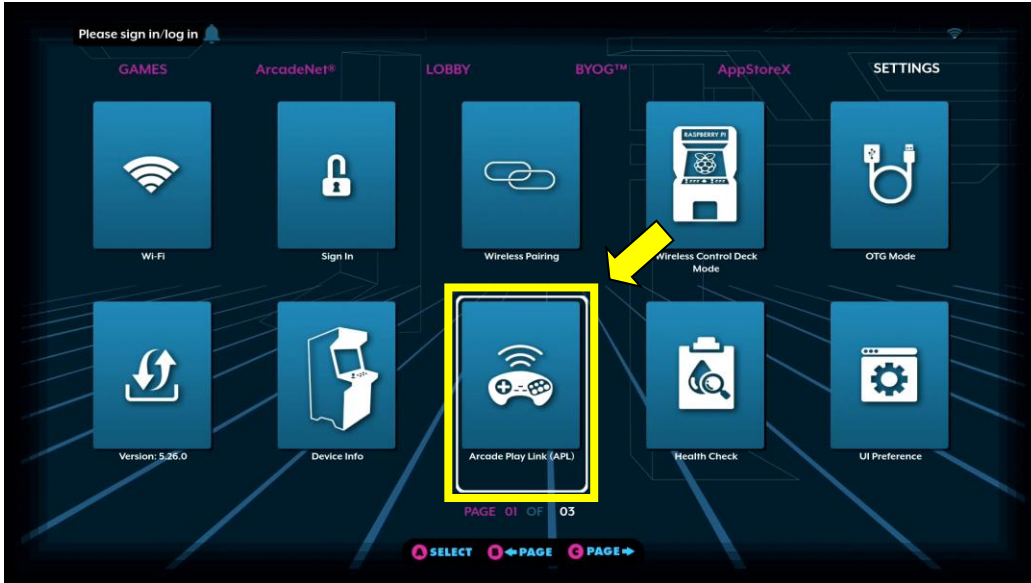 Please sign in/log in
GAMES ArcadeNet® LOBBY BYOG™ AppStoreX SETTINGS
RASPBERRY PI
Wi-Fi Sign In Wireless Pairing Wireless Control Deck OTG Mode
Mode
Version: 5.26.0 Device Info Arcade Play Link (APL) Health Check UI Preference
PAGE 01 OF 03
A SELECT B PAGE C PAGE